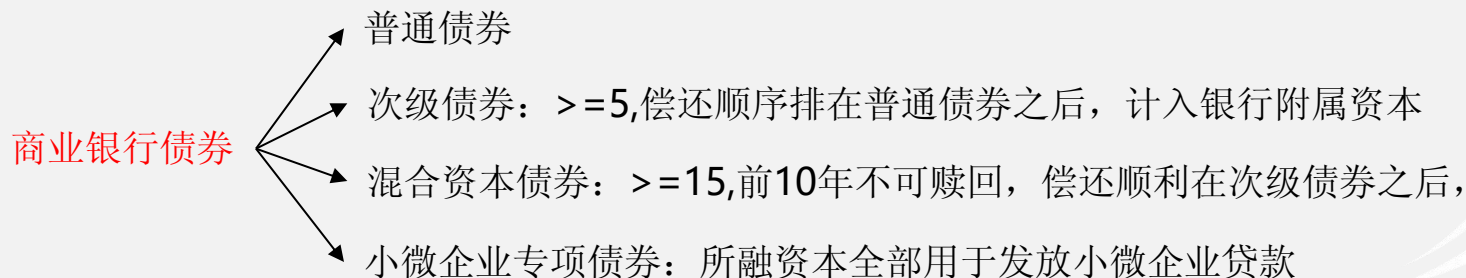 普通债券
次级债券：>=5,偿还顺序排在普通债券之后，计入银行附属资本
商业银行债券
混合资本债券：>=15,前10年不可赎回，偿还顺利在次级债券之后，
小微企业专项债券：所融资本全部用于发放小微企业贷款